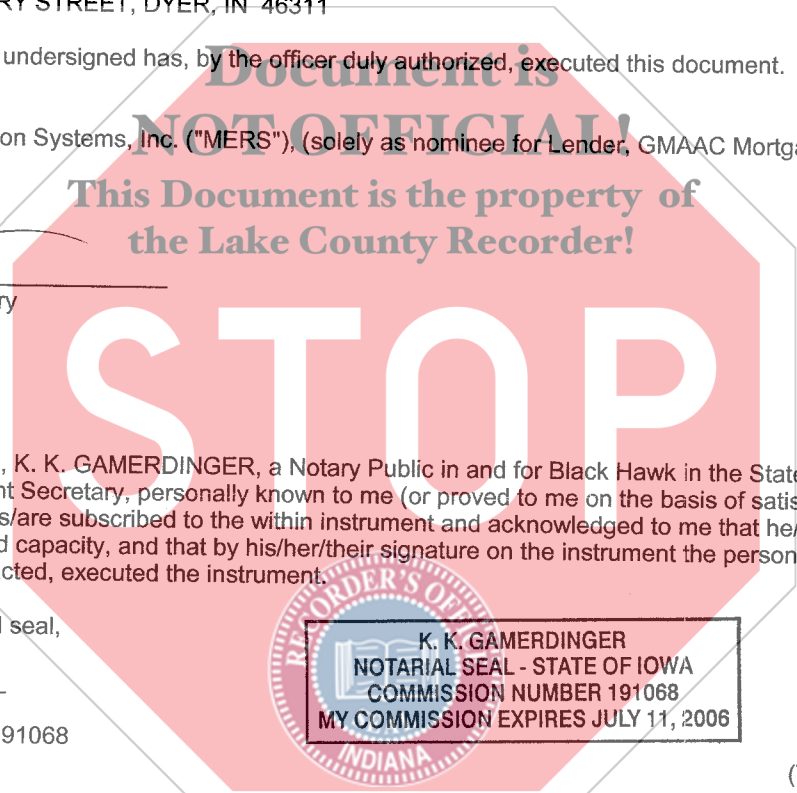 RY STREET, DYER, IN 46311
undersigned has, by the officer duly authorized, executed this document.
Document is
NOT OFFICIAL!
on Systems, Inc. ("MERS"), (solely as nominee for Lender, GMAAC Mortga
This Document is the property of
the Lake County Recorder!
ry
STOP
, K. K. GAMERDINGER, a Notary Public in and for Black Hawk in the State
nt Secretary, personally known to me (or proved to me on the basis of satis
s/are subscribed to the within instrument and acknowledged to me that he/
d capacity, and that by his/her/their signature on the instrument the person
cted, executed the instrument.
l seal,
RECORDER'S OFFICE
INDIANA
K. K. GAMERDINGER
NOTARIAL SEAL - STATE OF IOWA
COMMISSION NUMBER 191068
MY COMMISSION EXPIRES JULY 11, 2006
91068
(